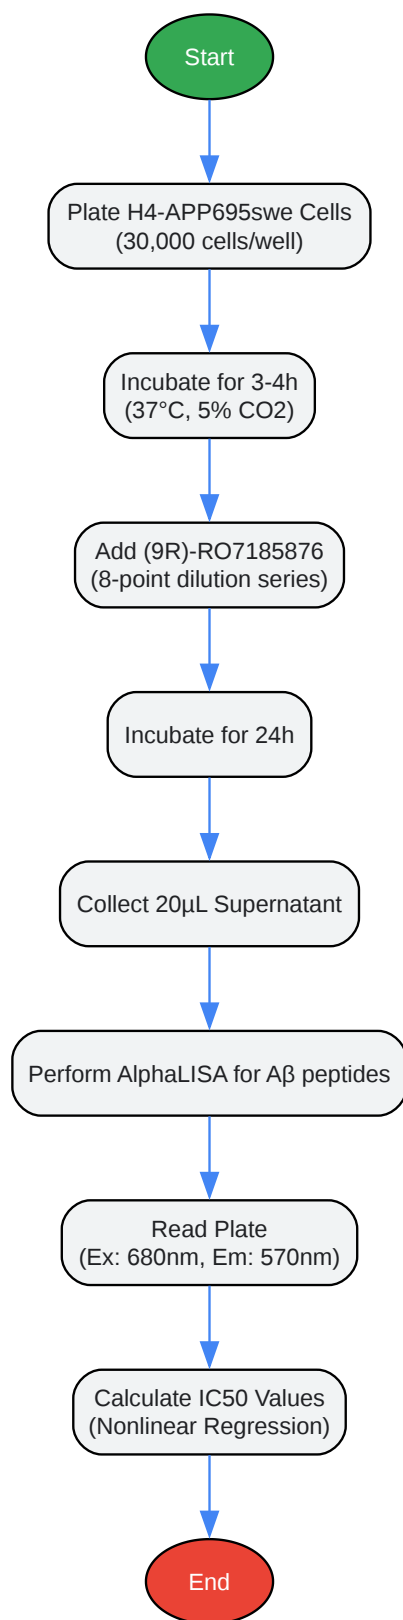 Start
Plate H4-APP695swe Cells
(30,000 cells/well)
Incubate for 3-4h
(37°C, 5% CO2)
Add (9R)-RO7185876
(8-point dilution series)
Incubate for 24h
Collect 20µL Supernatant
Perform AlphaLISA for Aβ peptides
Read Plate
(Ex: 680nm, Em: 570nm)
Calculate IC50 Values
(Nonlinear Regression)
End